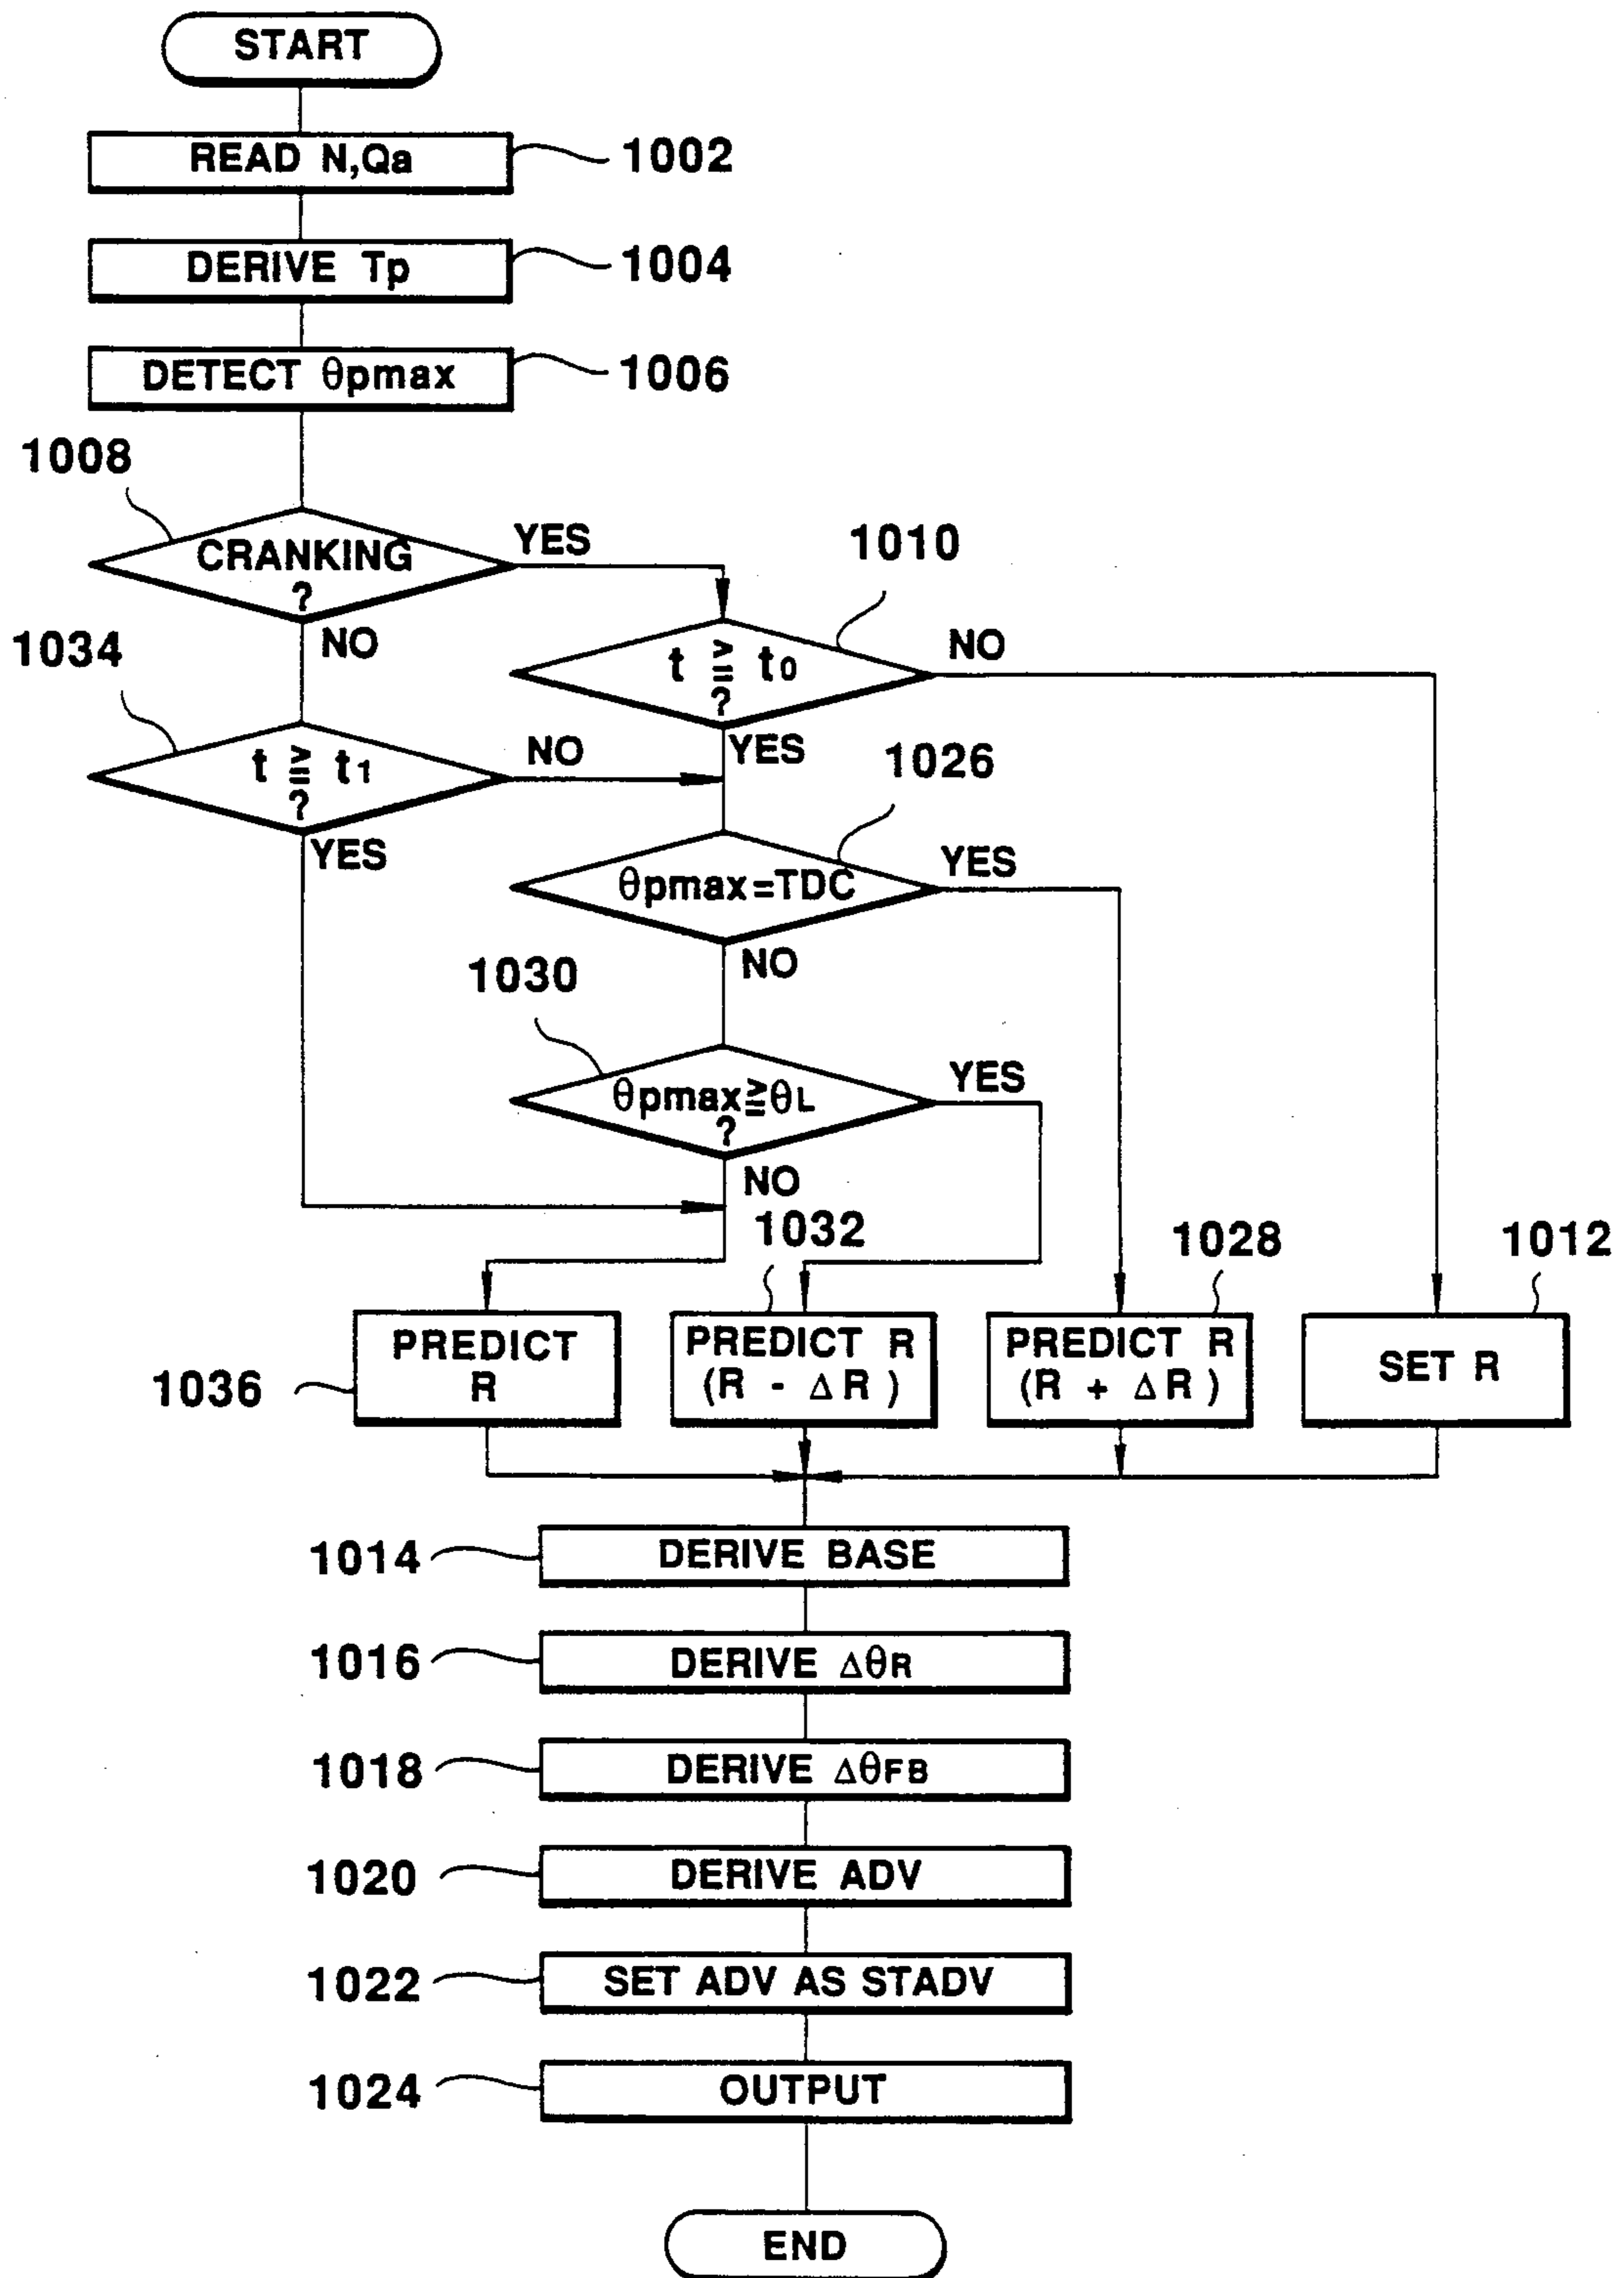 START
READ N,Qa
1002
DERIVE Tp
1004
DETECT θpmax
1006
1008
CRANKING
?
YES
NO
1010
t ≧ t0
?
NO
YES
1034
t ≧ t1
?
NO
YES
1026
θpmax=TDC
YES
NO
1030
θpmax≧θL
?
YES
NO
1032
1028
1012
PREDICT
R
1036
PREDICT R
(R - ΔR)
PREDICT R
(R + ΔR)
SET R
1014
DERIVE BASE
1016
DERIVE ΔθR
1018
DERIVE ΔθFB
1020
DERIVE ADV
1022
SET ADV AS STADV
1024
OUTPUT
END